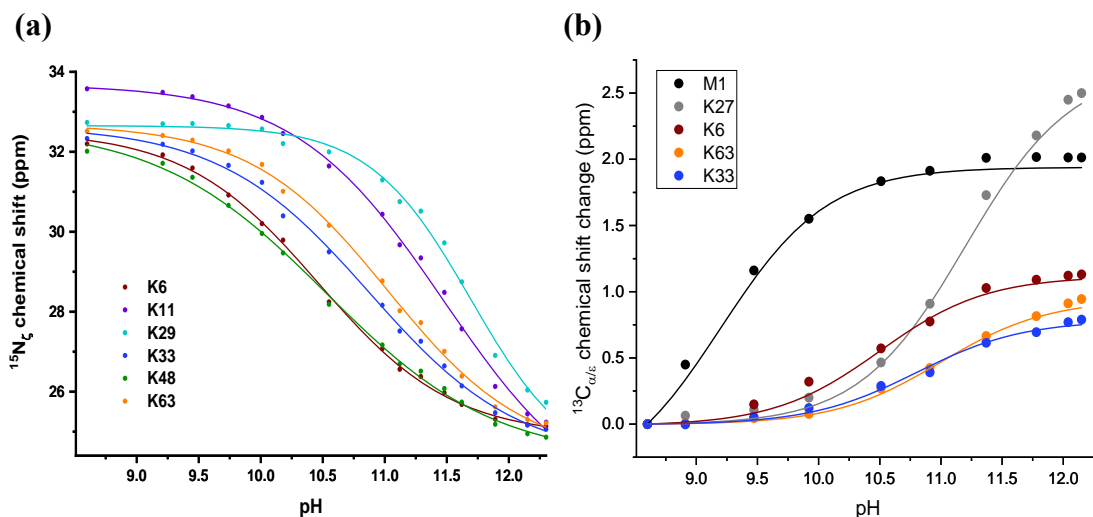 (a)
34
32
30
28
26
¹⁵Nζ chemical shift (ppm)
K6
K11
K29
K33
K48
K63
9.0 9.5 10.0 10.5 11.0 11.5 12.0
pH
(b)
M1
K27
K6
K63
K33
2.5
2.0
1.5
1.0
0.5
0.0
¹³Cα/ε chemical shift change (ppm)
9.0 9.5 10.0 10.5 11.0 11.5 12.0
pH